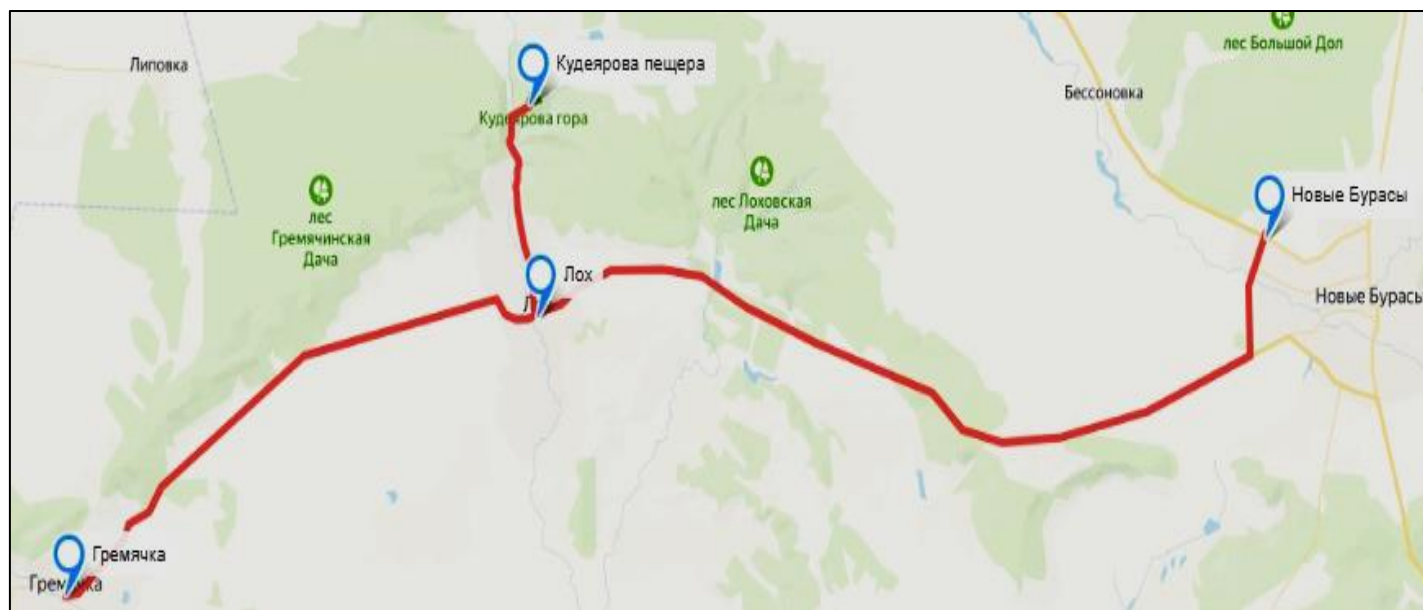 лес Большой Дол
Липовка
Кудеярова пещера
Бессоновка
Кудеярова гора
лес
Гремячинская
Дача
лес Лоховская
Дача
Новые Бурасы
Лох
Новые Бурасы
Гремячка